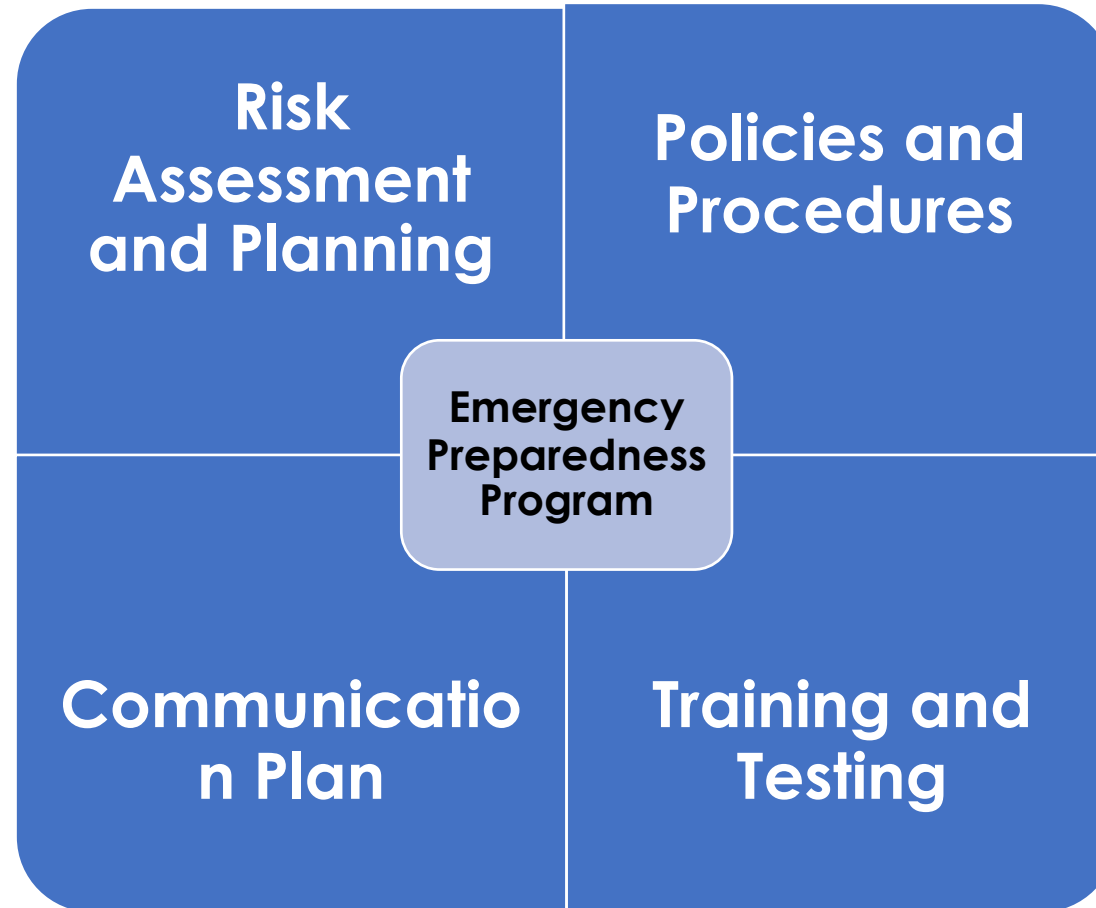 Risk
Assessment
and Planning
Policies and
Procedures
Emergency
Preparedness
Program
Communicatio
n Plan
Training and
Testing